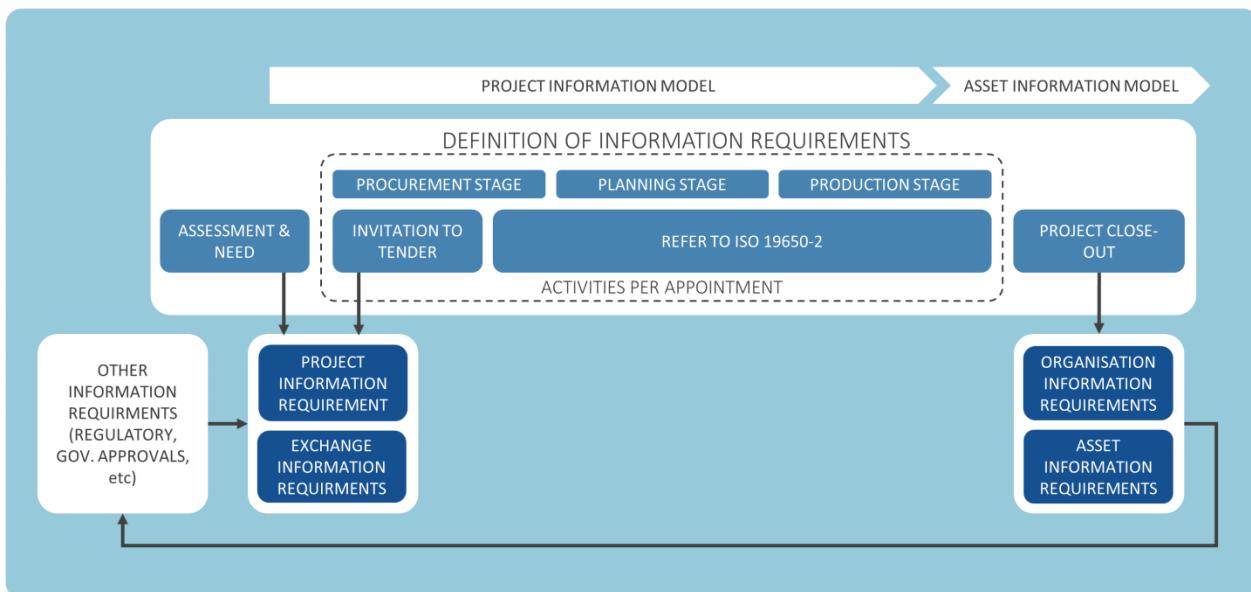 PROJECT INFORMATION MODEL
ASSET INFORMATION MODEL
DEFINITION OF INFORMATION REQUIREMENTS
PROCUREMENT STAGE
PLANNING STAGE
PRODUCTION STAGE
ASSESSMENT &
NEED
INVITATION TO
TENDER
REFER TO ISO 19650-2
PROJECT CLOSE-
OUT
ACTIVITIES PER APPOINTMENT
OTHER
INFORMATION
REQUIRMENTS
(REGULATORY,
GOV. APPROVALS,
etc)
PROJECT
INFORMATION
REQUIREMENT
EXCHANGE
INFORMATION
REQUIRMENTS
ORGANISATION
INFORMATION
REQUIREMENTS
ASSET
INFORMATION
REQUIREMENTS